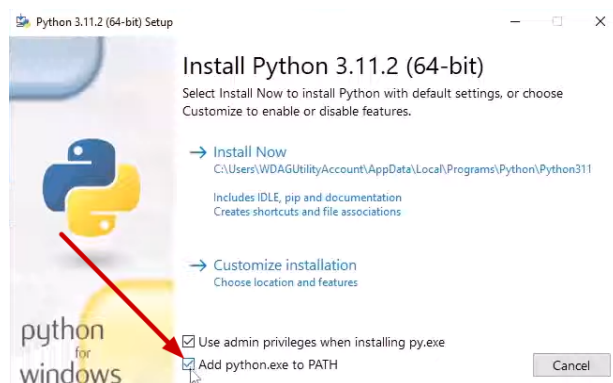 Python 3.11.2 (64-bit) Setup
Install Python 3.11.2 (64-bit)
Select Install Now to install Python with default settings, or choose
Customize to enable or disable features.
Install Now
C:\Users\WDAGUtilityAccount\AppData\Local\Programs\Python\Python311
Includes IDLE, pip and documentation
Creates shortcuts and file associations
Customize installation
Choose location and features
python
for
windows
Use admin privileges when installing py.exe
Add python.exe to PATH
Cancel